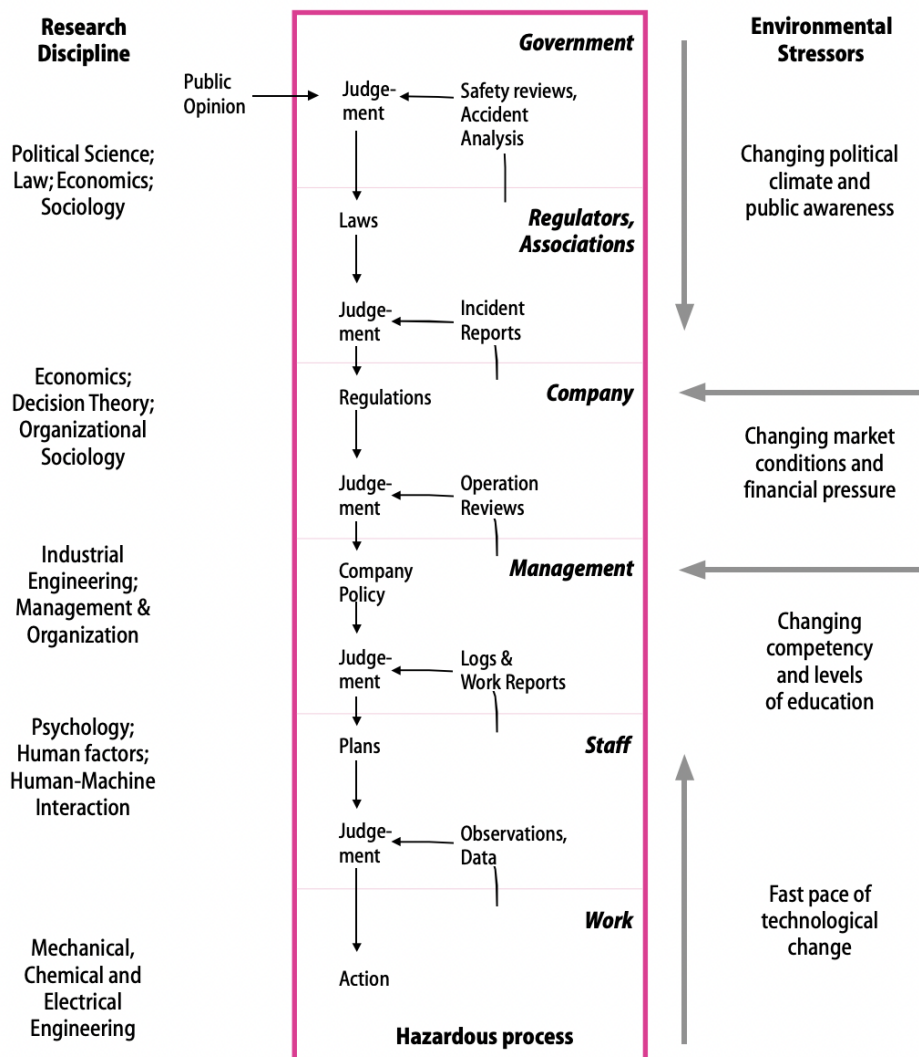 Research
Discipline
Environmental
Stressors
Government
Public
Opinion
Judge-
ment
Safety reviews,
Accident
Analysis
Political Science;
Law; Economics;
Sociology
Changing political
climate and
public awareness
Laws
Regulators,
Associations
Judge-
ment
Incident
Reports
Economics;
Decision Theory;
Organizational
Sociology
Regulations
Company
Changing market
conditions and
financial pressure
Judge-
ment
Operation
Reviews
Industrial
Engineering;
Management &
Organization
Company
Policy
Management
Changing
competency
and levels
of education
Judge-
ment
Logs &
Work Reports
Psychology;
Human factors;
Human-Machine
Interaction
Plans
Staff
Judge-
ment
Observations,
Data
Work
Fast pace of
technological
change
Mechanical,
Chemical and
Electrical
Engineering
Action
Hazardous process